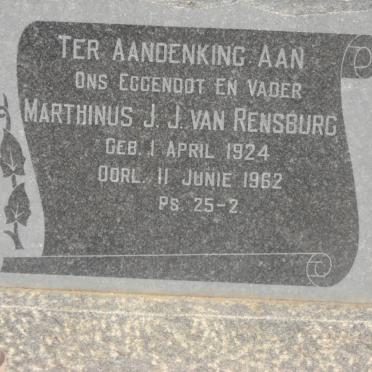 TER AANDENKING AAN
ONS EGGENOOT EN VADER
MARTHINUS J. J. VAN RENSBURG
GEB. 1 APRIL 1924
OORL. 11 JUNIE 1962
PS. 25-2.